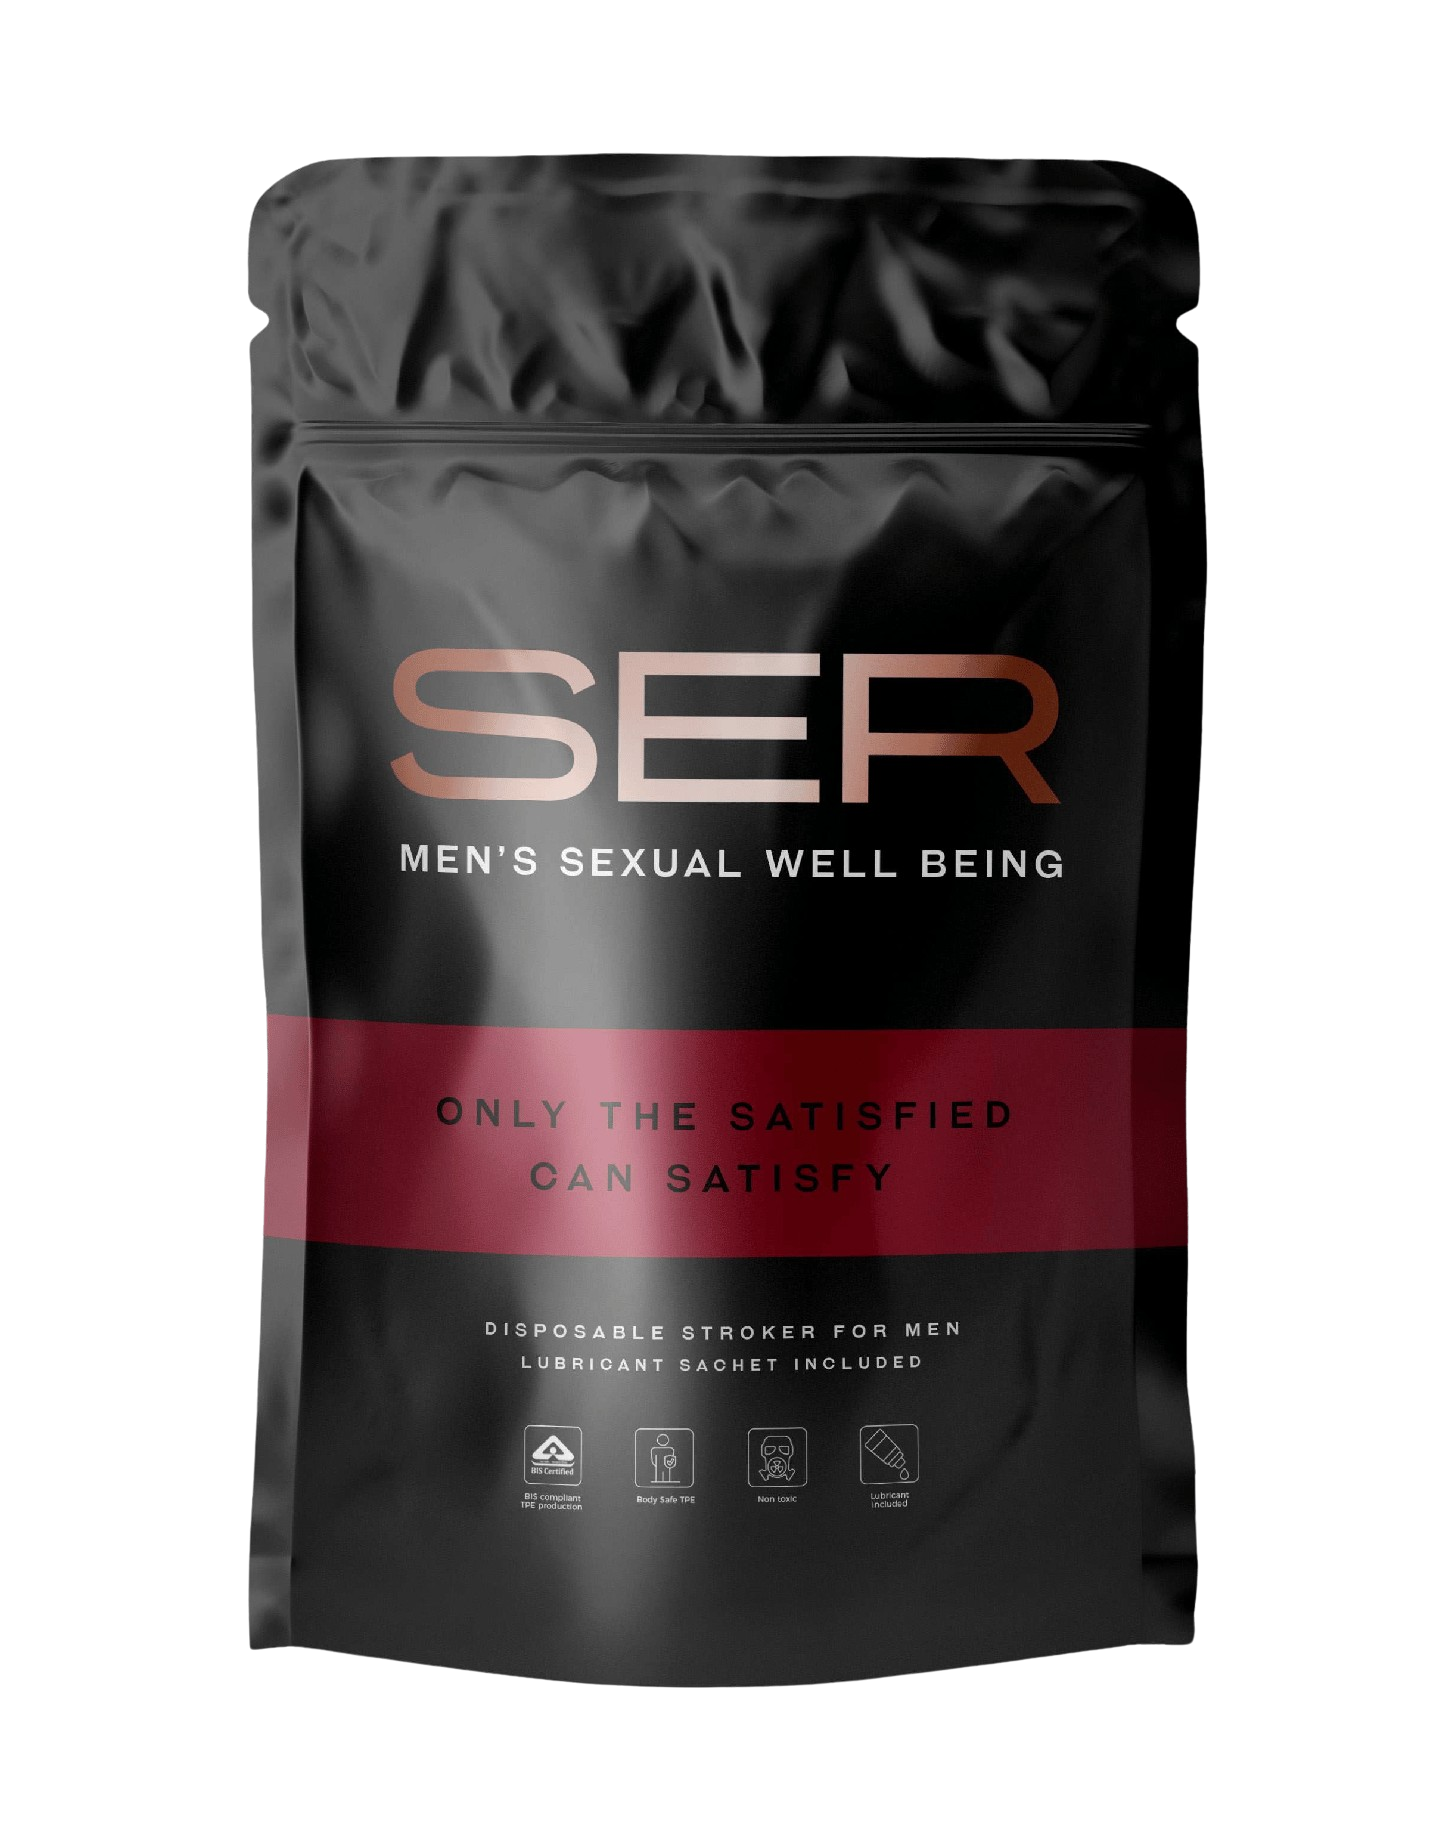 SER
MEN'S SEXUAL WELL BEING
ONLY THE SATISFIED
CAN SATISFY
DISPOSABLE STROKER FOR MEN
LUBRICANT SACHET INCLUDED
BIS Certified
BIS compliant
TPE production
Body Safe TPE
Non toxic
Lubricant
included